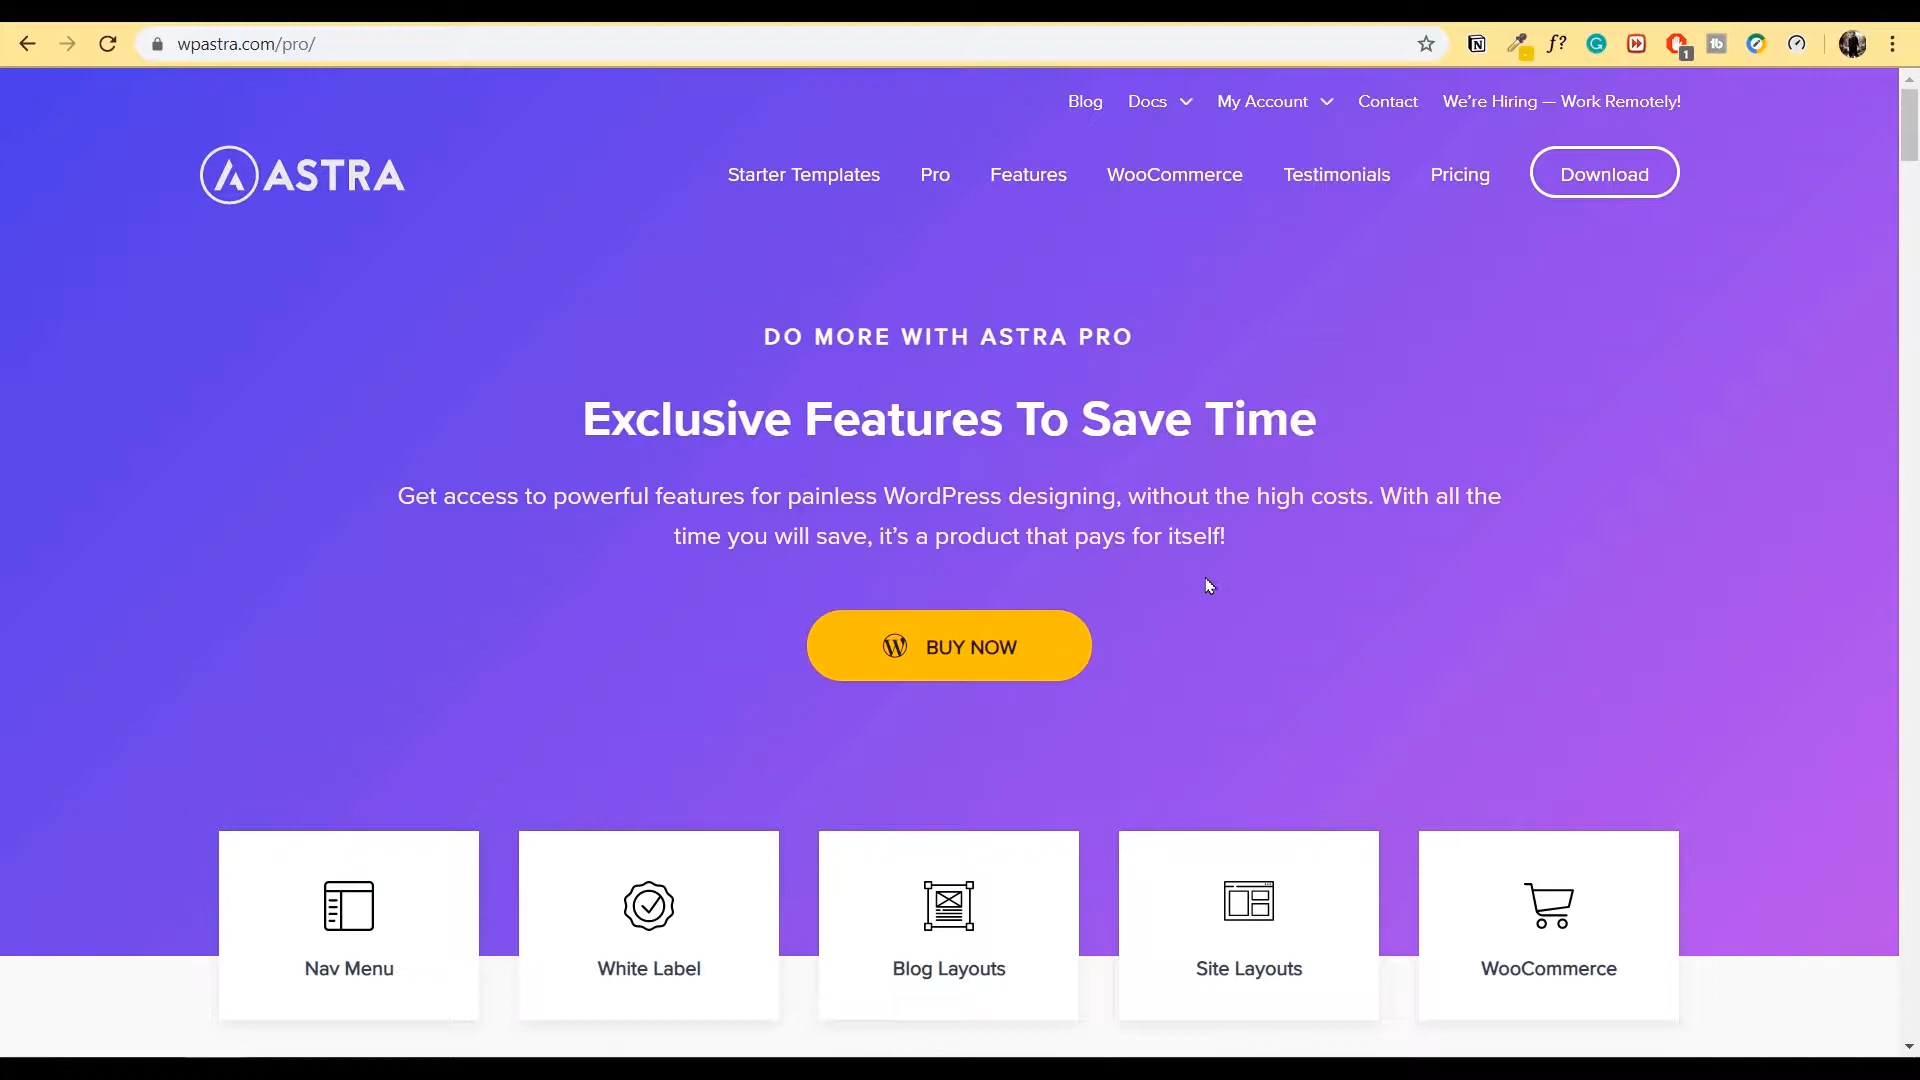 wpastra.com/pro/
1
Blog Docs My Account Contact We're Hiring — Work Remotely!
ASTRA
Starter Templates Pro Features WooCommerce Testimonials Pricing Download
DO MORE WITH ASTRA PRO
Exclusive Features To Save Time
Get access to powerful features for painless WordPress designing, without the high costs. With all the
time you will save, it's a product that pays for itself!
BUY NOW
Nav Menu White Label Blog Layouts Site Layouts WooCommerce